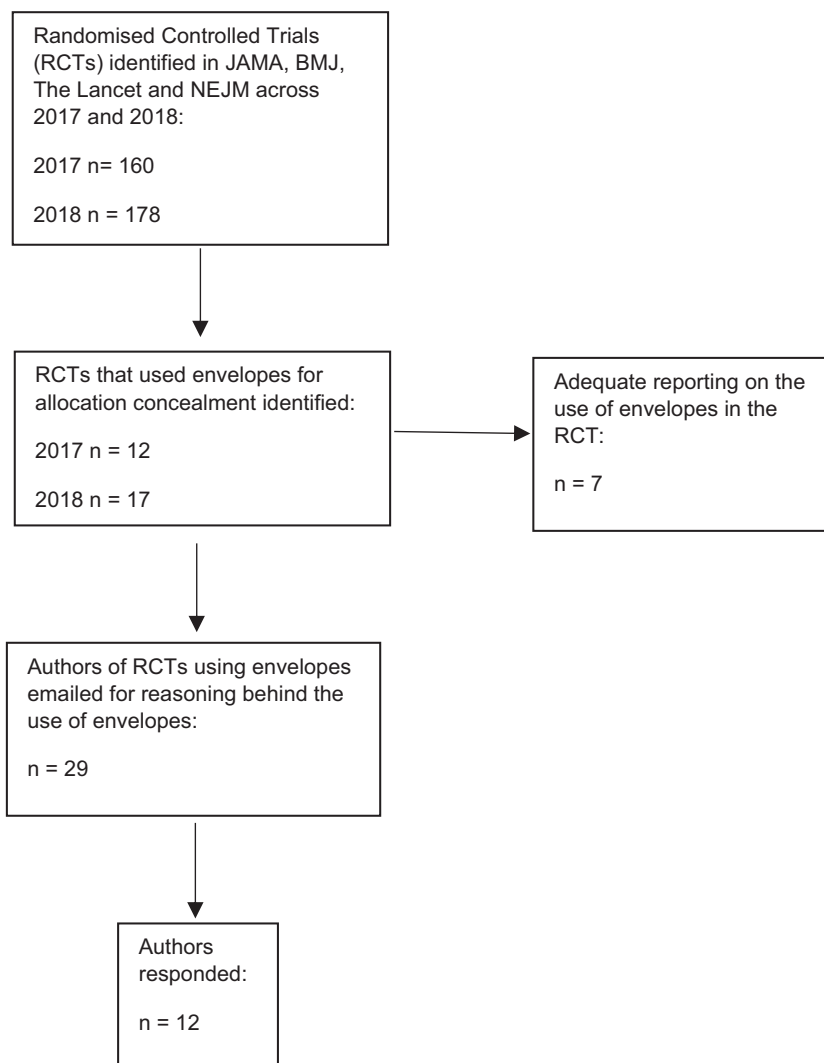 Randomised Controlled Trials
(RCTs) identified in JAMA, BMJ,
The Lancet and NEJM across
2017 and 2018:
2017 n= 160
2018 n = 178
RCTs that used envelopes for
allocation concealment identified:
2017 n = 12
2018 n = 17
Adequate reporting on the
use of envelopes in the
RCT:
n = 7
Authors of RCTs using envelopes
emailed for reasoning behind the
use of envelopes:
n = 29
Authors
responded:
n = 12